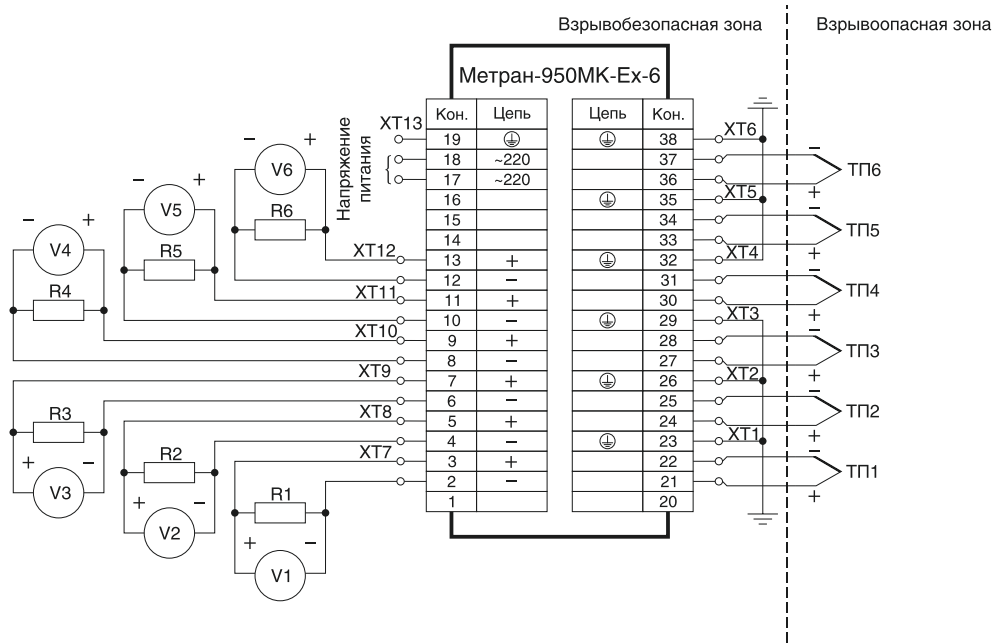 Взрывобезопасная зона
Взрывоопасная зона
Метран-950МК-Ех-6
Кон. Цепь Цепь Кон.
Напряжение питания
XT13 19 38 XT6
18 ~220 37 −
17 ~220 36 + ТП6
16 35 XT5
15 34 −
14 33 + ТП5
XT12 13 + 32 XT4
12 − 31 −
XT11 11 + 30 + ТП4
10 − 29 XT3
XT10 9 + 28 −
8 − 27 + ТП3
XT9 7 + 26 XT2
6 − 25 −
XT8 5 + 24 + ТП2
4 − 23 XT1
XT7 3 + 22 −
2 − 21 + ТП1
1 20
− V6 +
R6
− V5 +
R5
− V4 +
R4
R3
+ V3 −
R2
+ V2 −
R1
+ V1 −